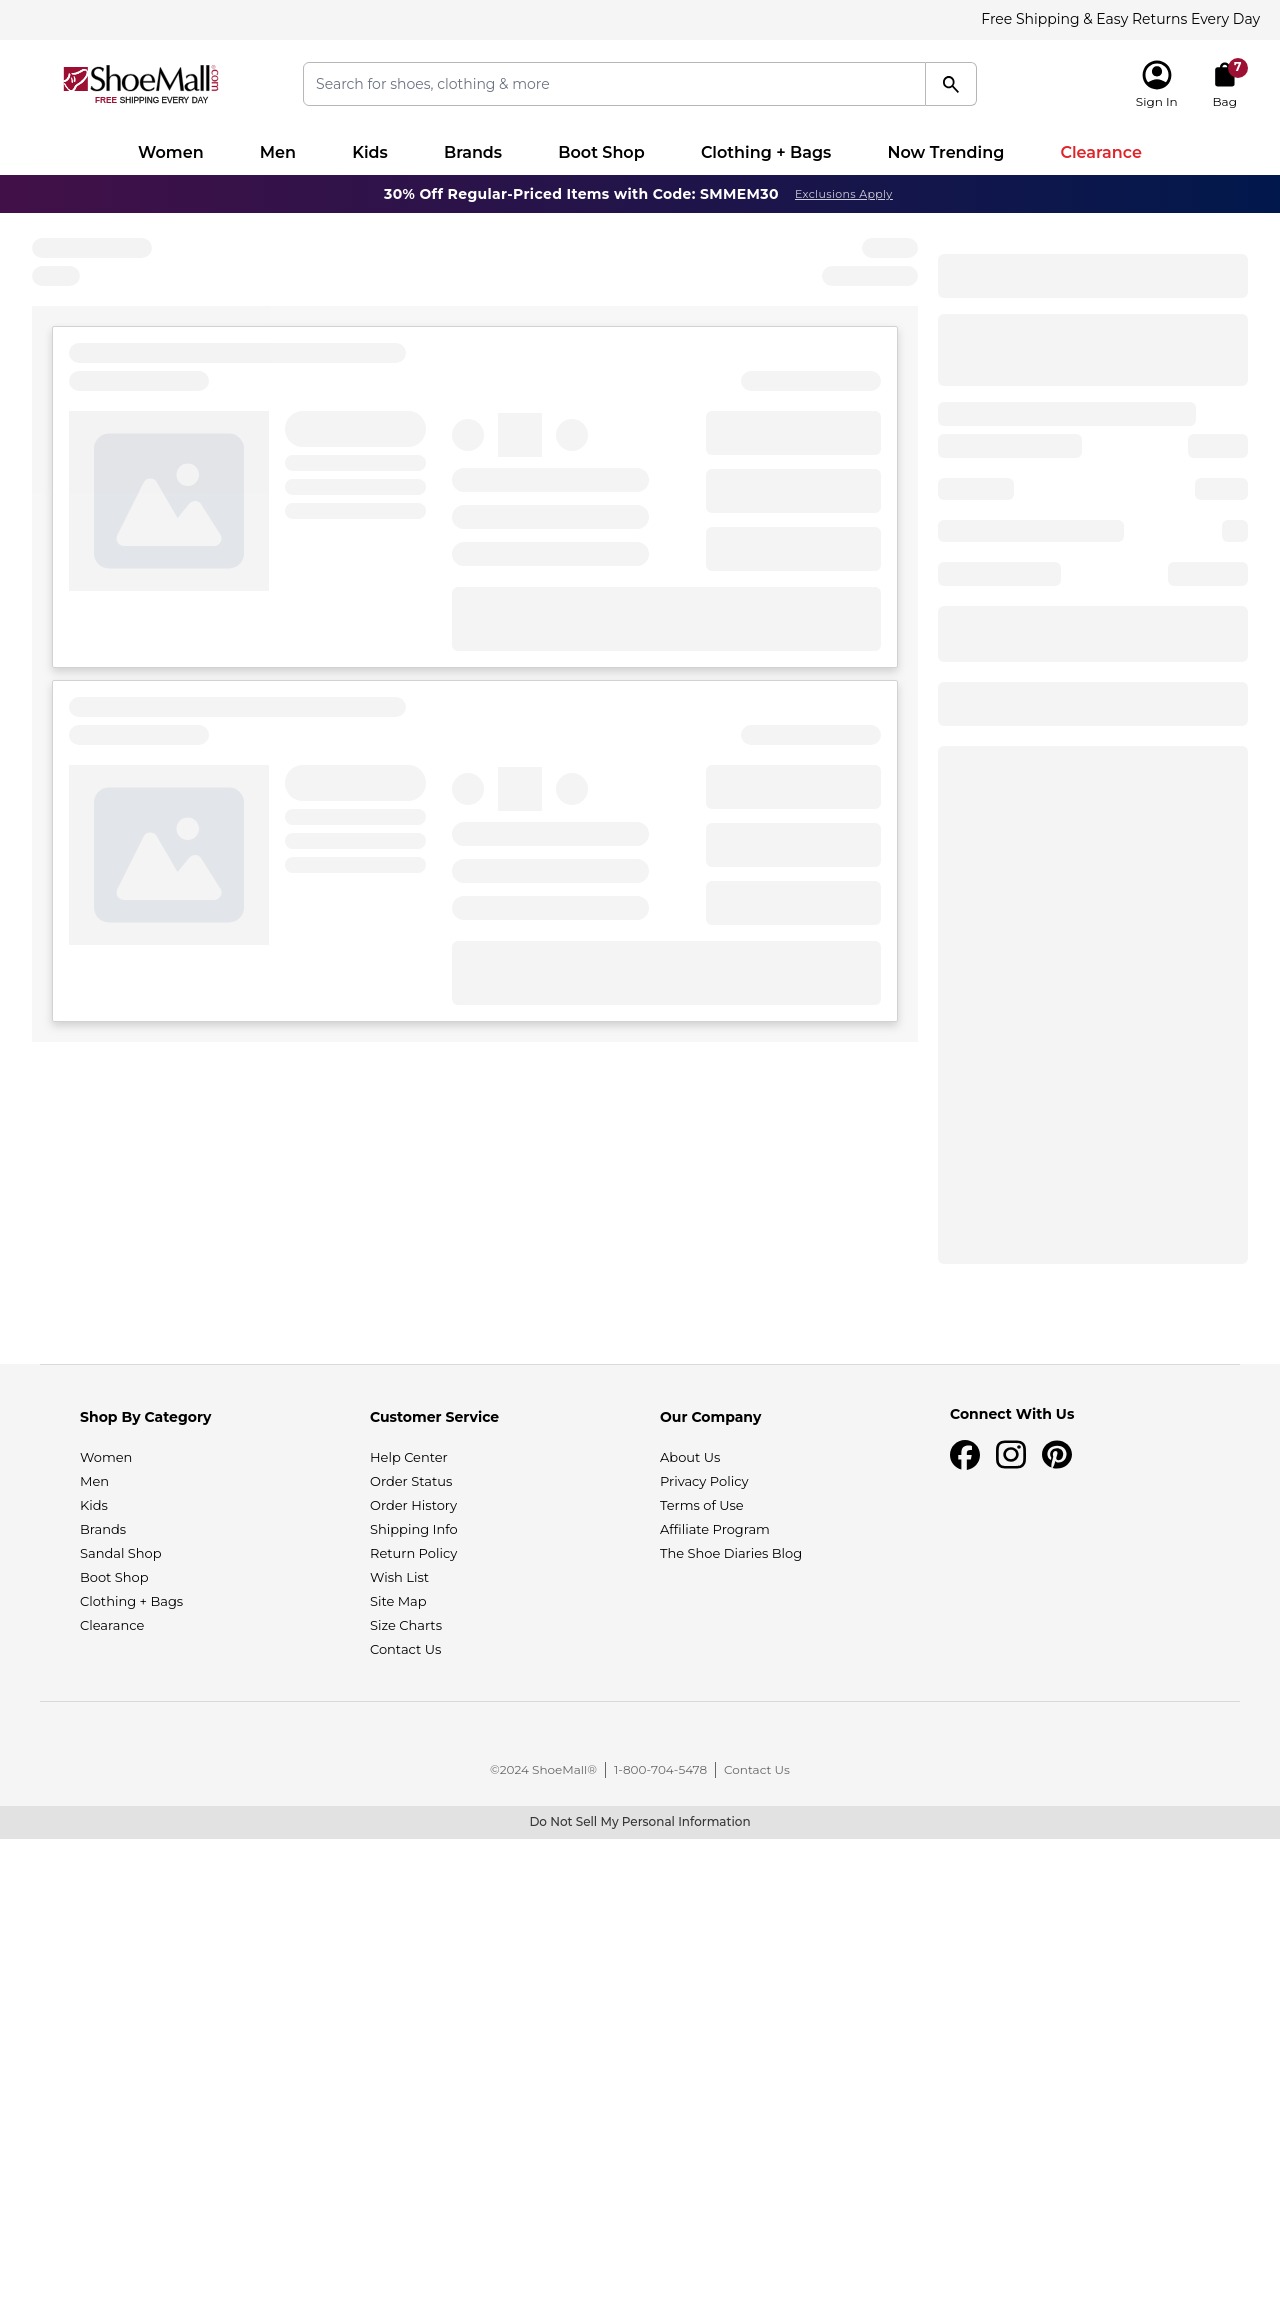 Free Shipping & Easy Returns Every Day
ShoeMall.com
FREE SHIPPING EVERY DAY
Search for shoes, clothing & more
Sign In
7
Bag
Women Men Kids Brands Boot Shop Clothing + Bags Now Trending Clearance
30% Off Regular-Priced Items with Code: SMMEM30 Exclusions Apply
Shop By Category
Women
Men
Kids
Brands
Sandal Shop
Boot Shop
Clothing + Bags
Clearance
Customer Service
Help Center
Order Status
Order History
Shipping Info
Return Policy
Wish List
Site Map
Size Charts
Contact Us
Our Company
About Us
Privacy Policy
Terms of Use
Affiliate Program
The Shoe Diaries Blog
Connect With Us
©2024 ShoeMall® 1-800-704-5478 Contact Us
Do Not Sell My Personal Information